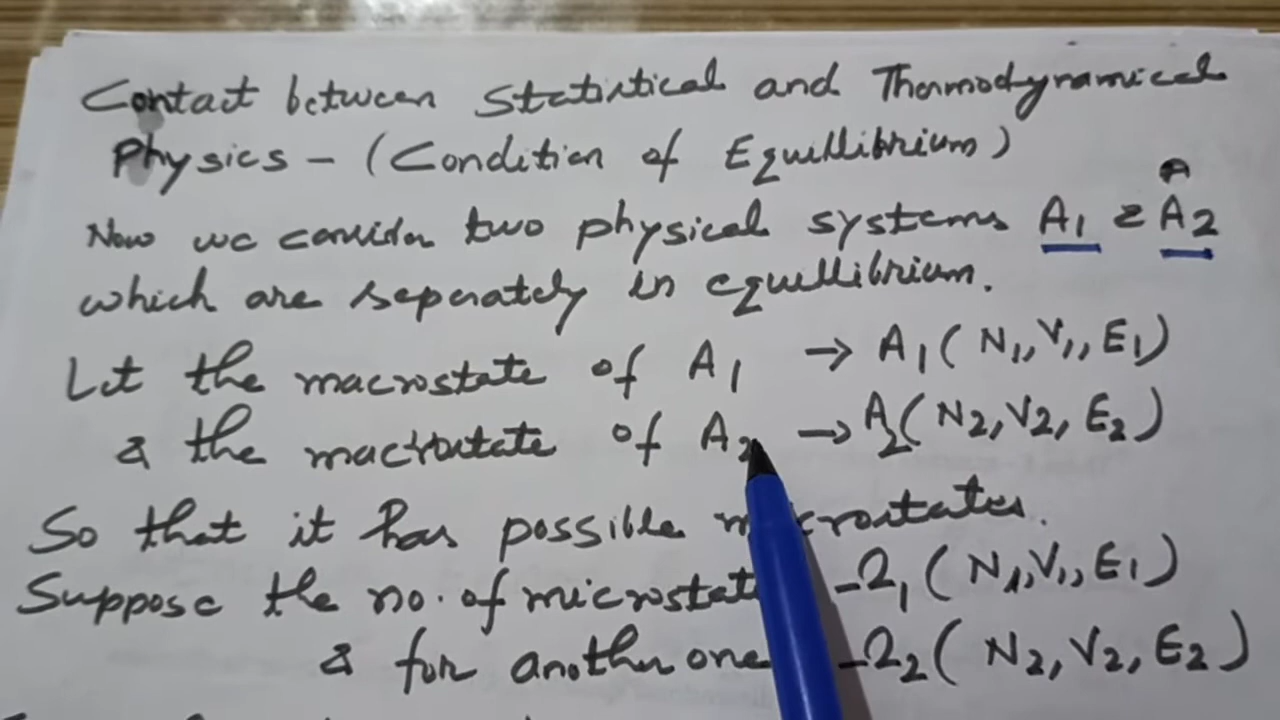 Contact between Statistical and Thermodynamical
Physics - (Condition of Equillibrium)
Now we consider two physical systems A1 & A2
which are seperately in equillibrium.
Let the macrostate of A1 → A1(N1, V1, E1)
& the macrostate of A2 → A2(N2, V2, E2)
So that it has possible microstates.
Suppose the no. of microstate Ω1(N1, V1, E1)
& for another one Ω2(N2, V2, E2)